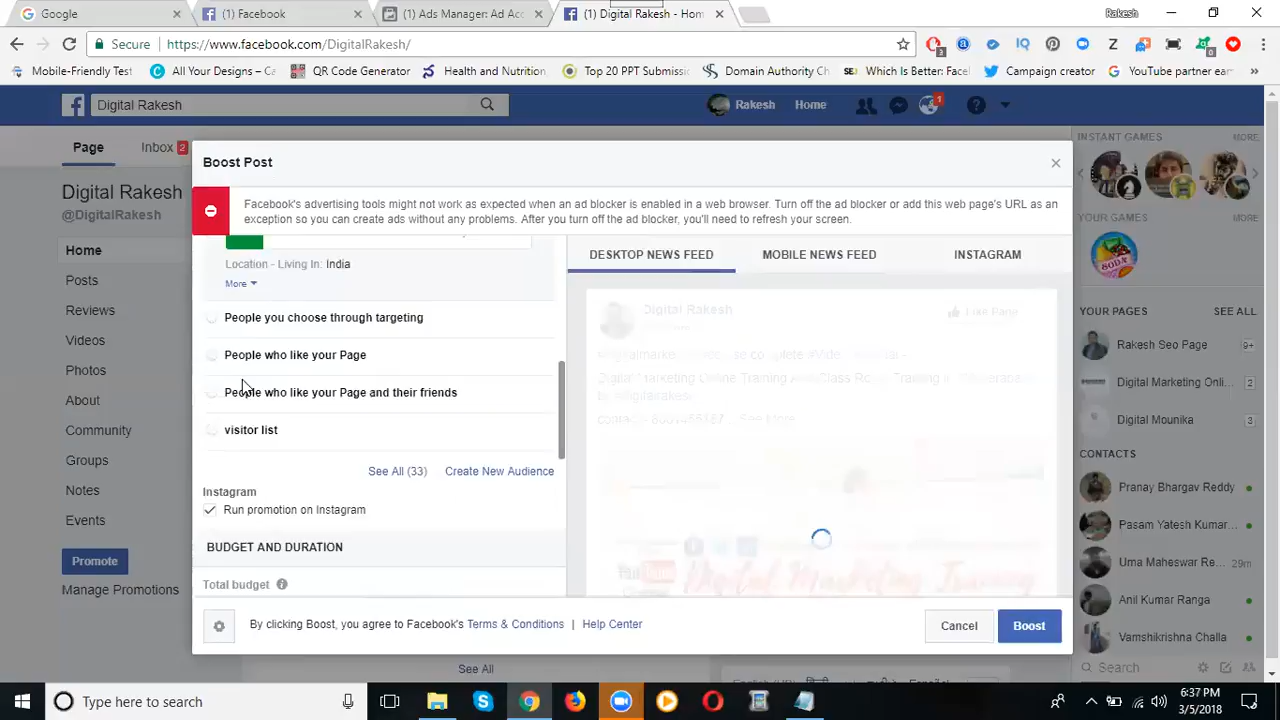 Google
(1) Facebook
(1) Ads Manager: Ad Acc
(1) Digital Rakesh - Hom
Rakesh
Secure
https://www.facebook.com/DigitalRakesh/
Mobile-Friendly Test
All Your Designs – Ca
QR Code Generator
Health and Nutrition
Top 20 PPT Submissi
Domain Authority Ch
Which Is Better: Face
Campaign creator
YouTube partner earn
Digital Rakesh
Rakesh
Home
1
Page
Inbox 2
Digital Rakesh
@DigitalRakesh
Home
Posts
Reviews
Videos
Photos
About
Community
Groups
Notes
Events
Promote
Manage Promotions
Boost Post
Facebook's advertising tools might not work as expected when an ad blocker is enabled in a web browser. Turn off the ad blocker or add this web page's URL as an
exception so you can create ads without any problems. After you turn off the ad blocker, you'll need to refresh your screen.
Location - Living In: India
More
People you choose through targeting
People who like your Page
People who like your Page and their friends
visitor list
See All (33)
Create New Audience
Instagram
Run promotion on Instagram
BUDGET AND DURATION
Total budget
DESKTOP NEWS FEED
MOBILE NEWS FEED
INSTAGRAM
Digital Rakesh
Like Page
Digital Marketing Training
By clicking Boost, you agree to Facebook's Terms & Conditions | Help Center
Cancel
Boost
See All
INSTANT GAMES
MORE
YOUR GAMES
MORE
YOUR PAGES
SEE ALL
Rakesh Seo Page
9+
Digital Marketing Onli...
2
Digital Mounika
3
CONTACTS
Pranay Bhargav Reddy
Pasam Yatesh Kumar...
Uma Maheswar Re...
29m
Anil Kumar Ranga
Vamshikrishna Challa
Search
Type here to search
6:37 PM
3/5/2018